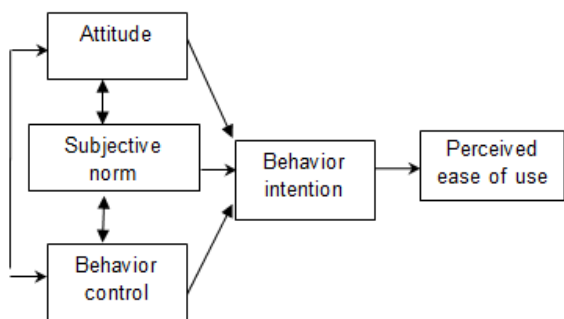 Attitude
Subjective
norm
Behavior
control
Behavior
intention
Perceived
ease of use